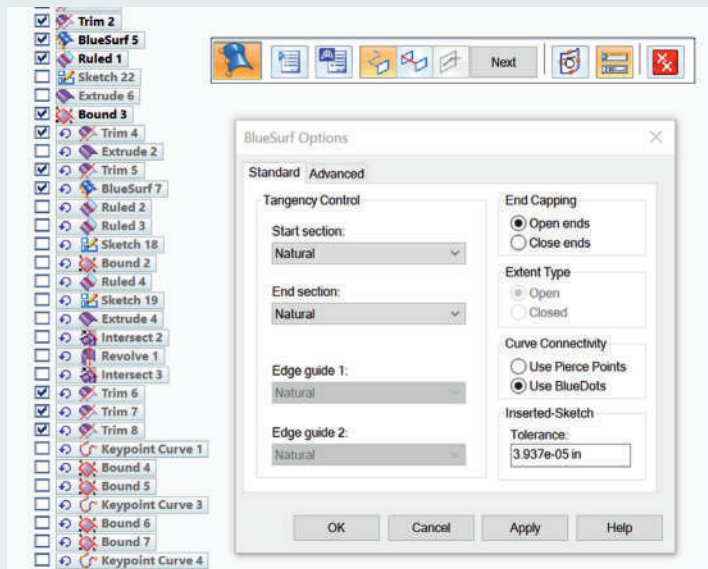 Trim 2
BlueSurf 5
Ruled 1
Sketch 22
Extrude 6
Bound 3
Trim 4
Extrude 2
Trim 5
BlueSurf 7
Ruled 2
Ruled 3
Sketch 18
Bound 2
Ruled 4
Sketch 19
Extrude 4
Intersect 2
Revolve 1
Intersect 3
Trim 6
Trim 7
Trim 8
Keypoint Curve 1
Bound 4
Bound 5
Keypoint Curve 3
Bound 6
Bound 7
Keypoint Curve 4
Next
BlueSurf Options
Standard Advanced
Tangency Control
Start section:
Natural
End section:
Natural
Edge guide 1:
Natural
Edge guide 2:
Natural
End Capping
Open ends
Close ends
Extent Type
Open
Closed
Curve Connectivity
Use Pierce Points
Use BlueDots
Inserted-Sketch
Tolerance:
3.937e-05 in
OK Cancel Apply Help